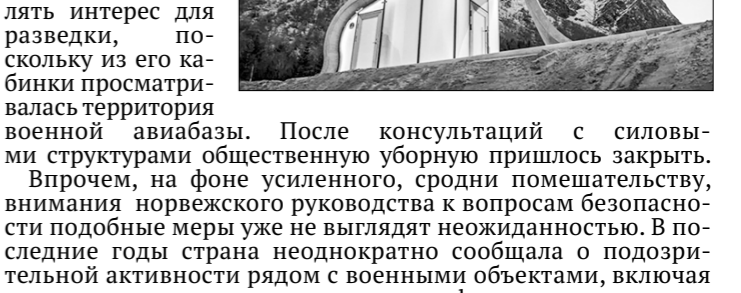 лять интерес для
разведки, по-
скольку из его ка-
бинки просматри-
валась территория
военной авиабазы. После консультаций с силовы-
ми структурами общественную уборную пришлось закрыть.
Впрочем, на фоне усиленного, сродни помешательству,
внимания норвежского руководства к вопросам безопасно-
сти подобные меры уже не выглядят неожиданностью. В по-
следние годы страна неоднократно сообщала о подозри-
тельной активности рядом с военными объектами, включая